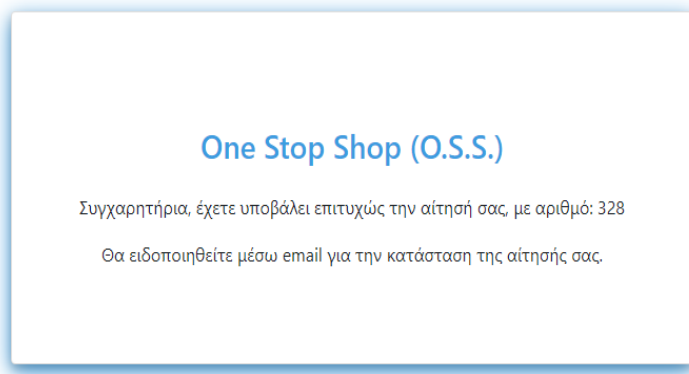 One Stop Shop (O.S.S.)
Συγχαρητήρια, έχετε υποβάλει επιτυχώς την αίτησή σας, με αριθμό: 328
Θα ειδοποιηθείτε μέσω email για την κατάσταση της αίτησής σας.